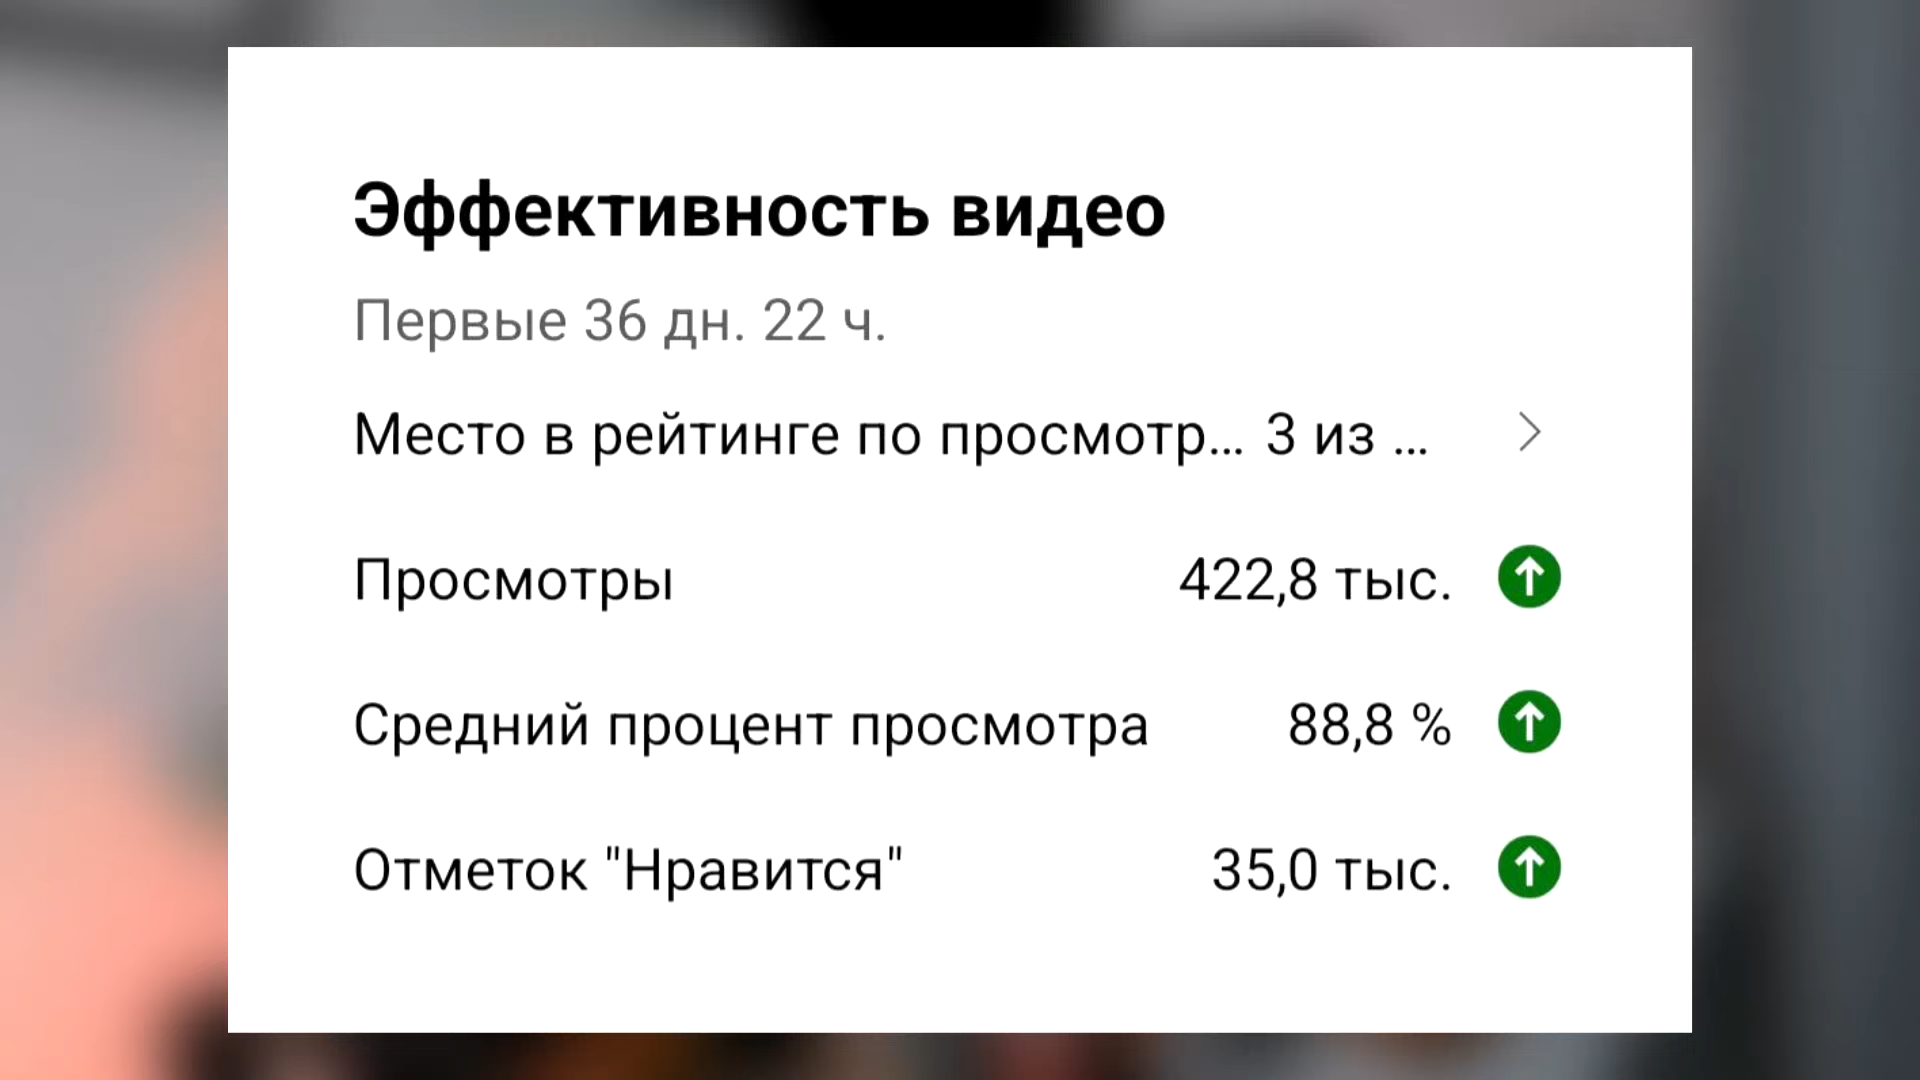 Эффективность видео
Первые 36 дн. 22 ч.
Место в рейтинге по просмотр... 3 из ...
Просмотры 422,8 тыс.
Средний процент просмотра 88,8 %
Отметок "Нравится" 35,0 тыс.